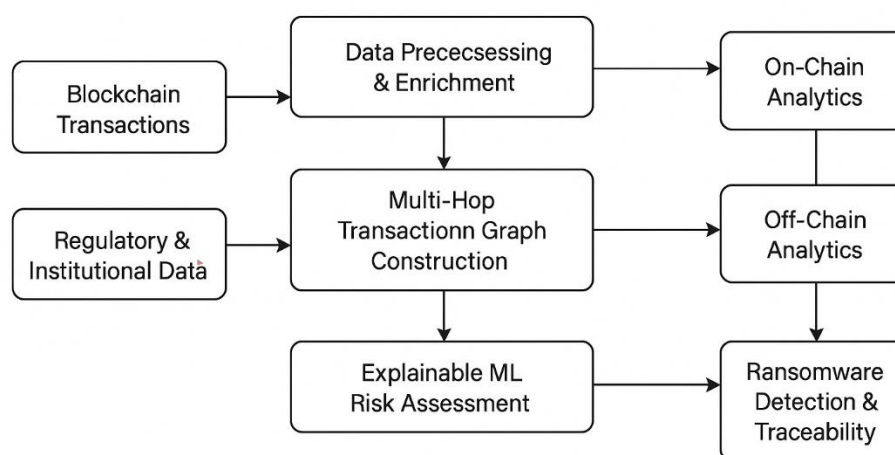 Blockchain
Transactions
Data Prececsessing
& Enrichment
On-Chain
Analytics
Regulatory &
Institutional Data
Multi-Hop
Transactionn Graph
Construction
Off-Chain
Analytics
Explainable ML
Risk Assessment
Ransomware
Detection &
Traceability